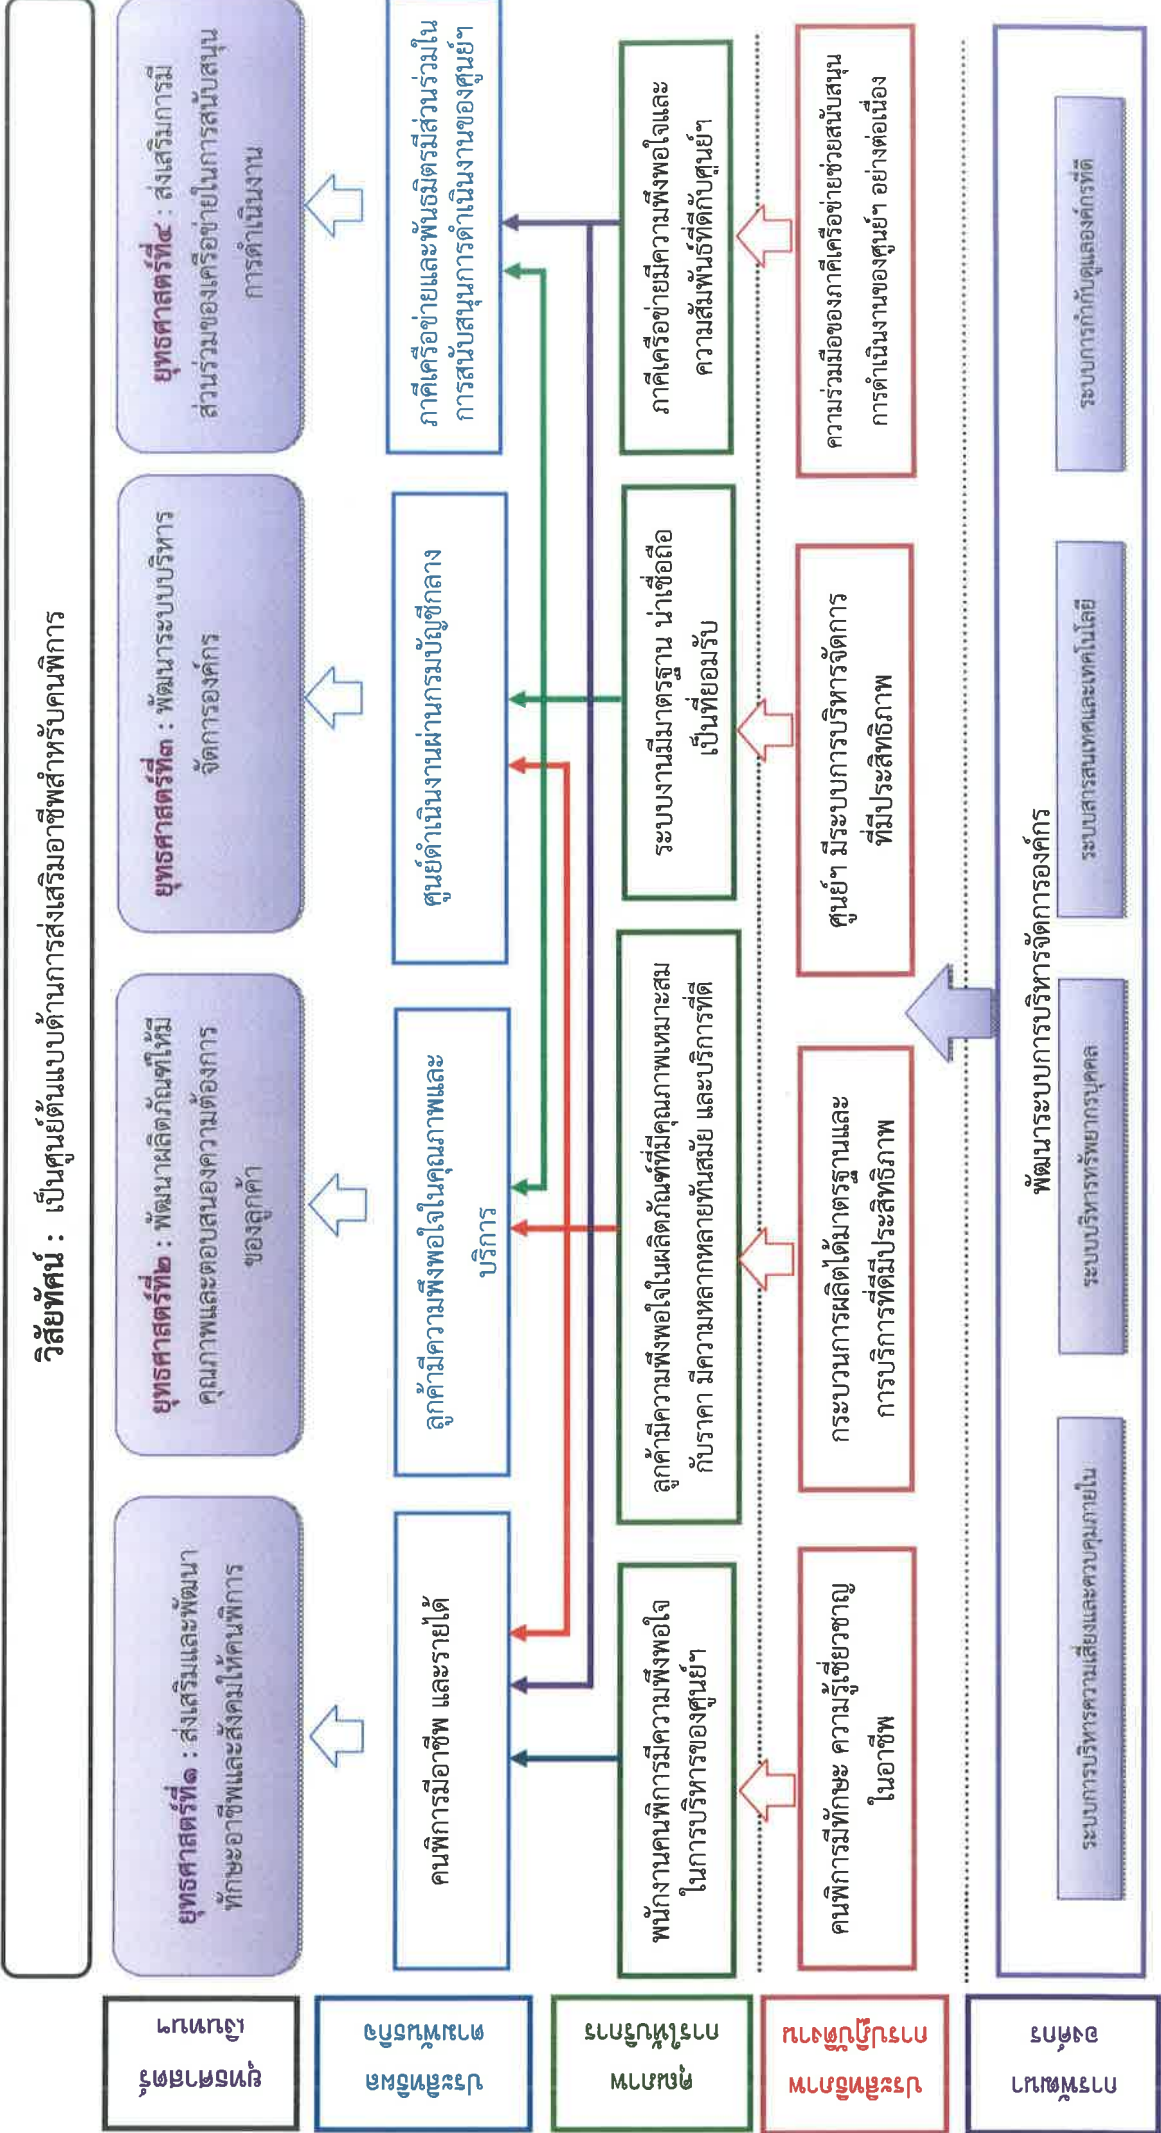 วิสัยทัศน์ : เป็นศูนย์ต้นแบบด้านการส่งเสริมอาชีพสำหรับคนพิการ
ยุทธศาสตร์
เงินทุนฯ
ยุทธศาสตร์ที่๑ : ส่งเสริมและพัฒนา
ทักษะอาชีพและสังคมให้คนพิการ
ยุทธศาสตร์ที่๒ : พัฒนาผลิตภัณฑ์ให้มี
คุณภาพและตอบสนองความต้องการ
ของลูกค้า
ยุทธศาสตร์ที่๓ : พัฒนาระบบบริหาร
จัดการองค์กร
ยุทธศาสตร์ที่๔ : ส่งเสริมการมี
ส่วนร่วมของเครือข่ายในการสนับสนุน
การดำเนินงาน
ประสิทธิผล
ตามพันธกิจ
คนพิการมีอาชีพ และรายได้
ลูกค้ามีความพึงพอใจในคุณภาพและ
บริการ
ศูนย์ดำเนินงานผ่านกรมบัญชีกลาง
ภาคีเครือข่ายและพันธมิตรมีส่วนร่วมใน
การสนับสนุนการดำเนินงานของศูนย์ฯ
คุณภาพ
การให้บริการ
พนักงานคนพิการมีความพึงพอใจ
ในการบริหารของศูนย์ฯ
ลูกค้ามีความพึงพอใจในผลิตภัณฑ์ที่มีคุณภาพเหมาะสม
กับราคา มีความหลากหลายทันสมัย และบริการที่ดี
ระบบงานมีมาตรฐาน น่าเชื่อถือ
เป็นที่ยอมรับ
ภาคีเครือข่ายมีความพึงพอใจและ
ความสัมพันธ์ที่ดีกับศูนย์ฯ
ประสิทธิภาพ
การปฏิบัติงาน
คนพิการมีทักษะ ความรู้เชี่ยวชาญ
ในอาชีพ
กระบวนการผลิตได้มาตรฐานและ
การบริการที่ดีมีประสิทธิภาพ
ศูนย์ฯ มีระบบการบริหารจัดการ
ที่มีประสิทธิภาพ
ความร่วมมือของภาคีเครือข่ายช่วยสนับสนุน
การดำเนินงานของศูนย์ฯ อย่างต่อเนื่อง
การพัฒนา
องค์กร
พัฒนาระบบการบริหารจัดการองค์กร
ระบบการบริหารความเสี่ยงและควบคุมภายใน
ระบบบริหารทรัพยากรบุคคล
ระบบสารสนเทศและเทคโนโลยี
ระบบการกำกับดูแลองค์กรที่ดี